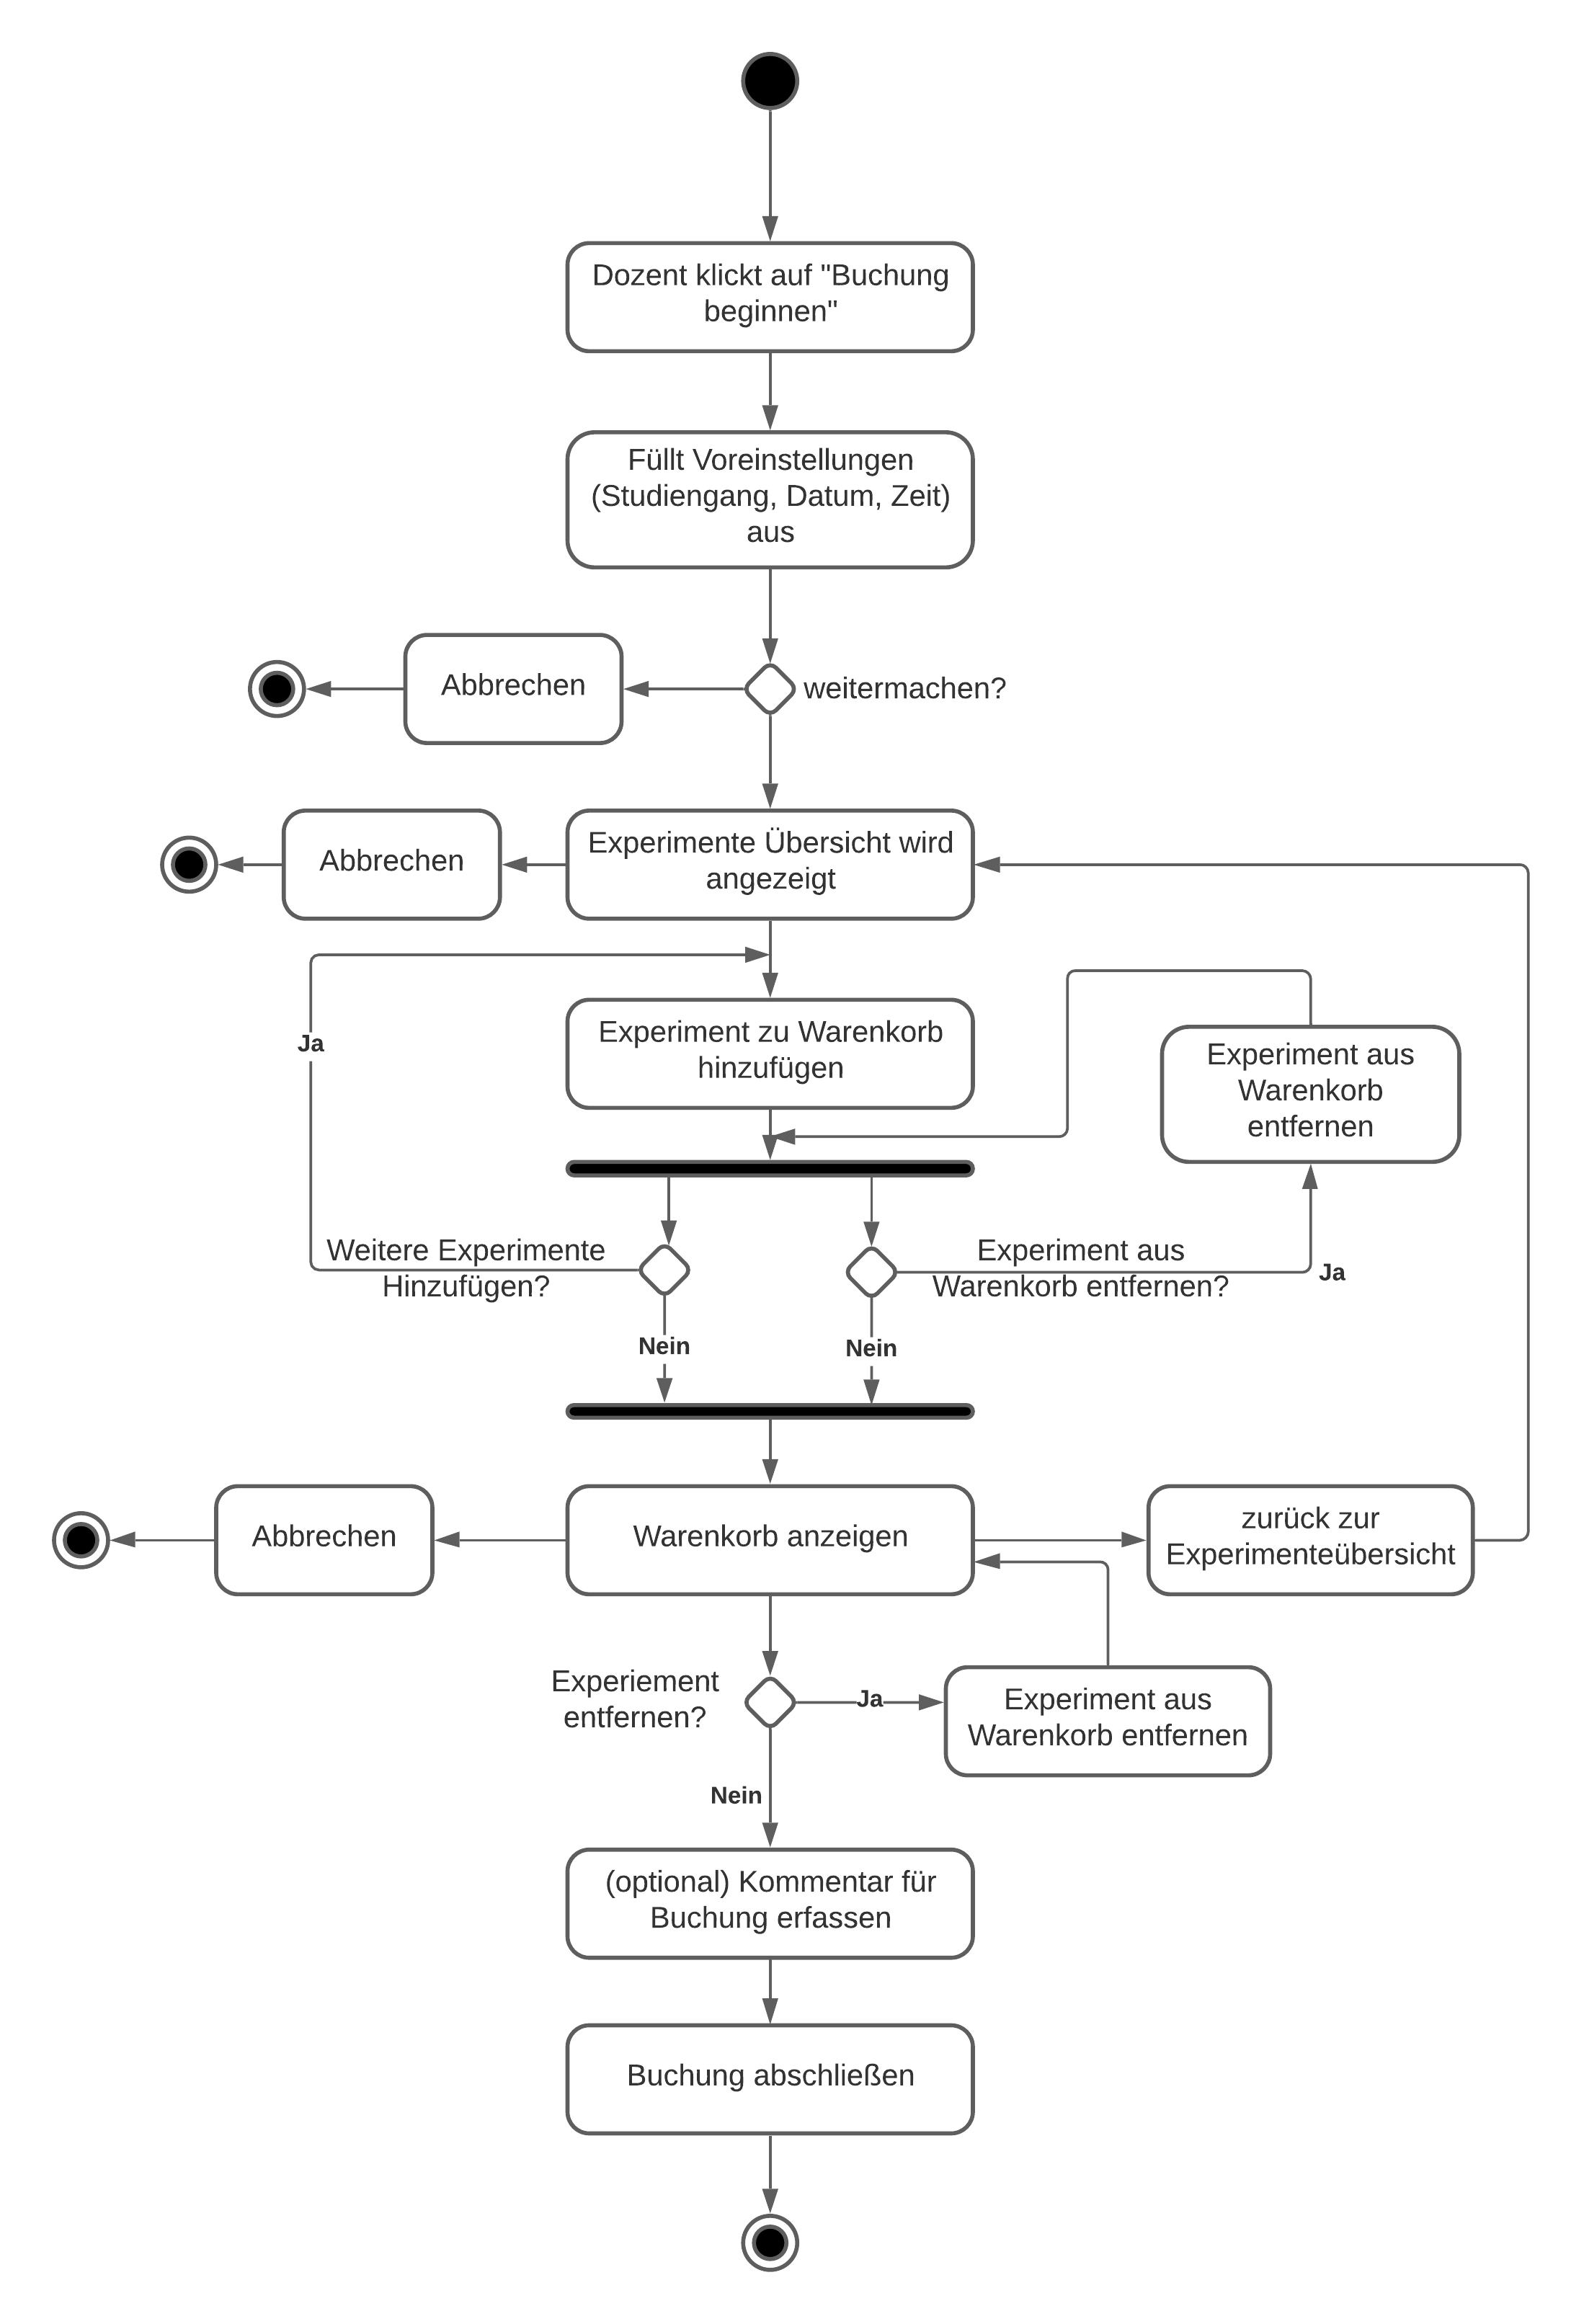 Dozent klickt auf "Buchung
beginnen"
Füllt Voreinstellungen
(Studiengang, Datum, Zeit)
aus
Abbrechen
weitermachen?
Abbrechen
Experimente Übersicht wird
angezeigt
Ja
Experiment zu Warenkorb
hinzufügen
Experiment aus
Warenkorb
entfernen
Weitere Experimente
Hinzufügen?
Experiment aus
Warenkorb entfernen?
Ja
Nein
Nein
Abbrechen
Warenkorb anzeigen
zurück zur
Experimenteübersicht
Experiement
entfernen?
Ja
Experiment aus
Warenkorb entfernen
Nein
(optional) Kommentar für
Buchung erfassen
Buchung abschließen